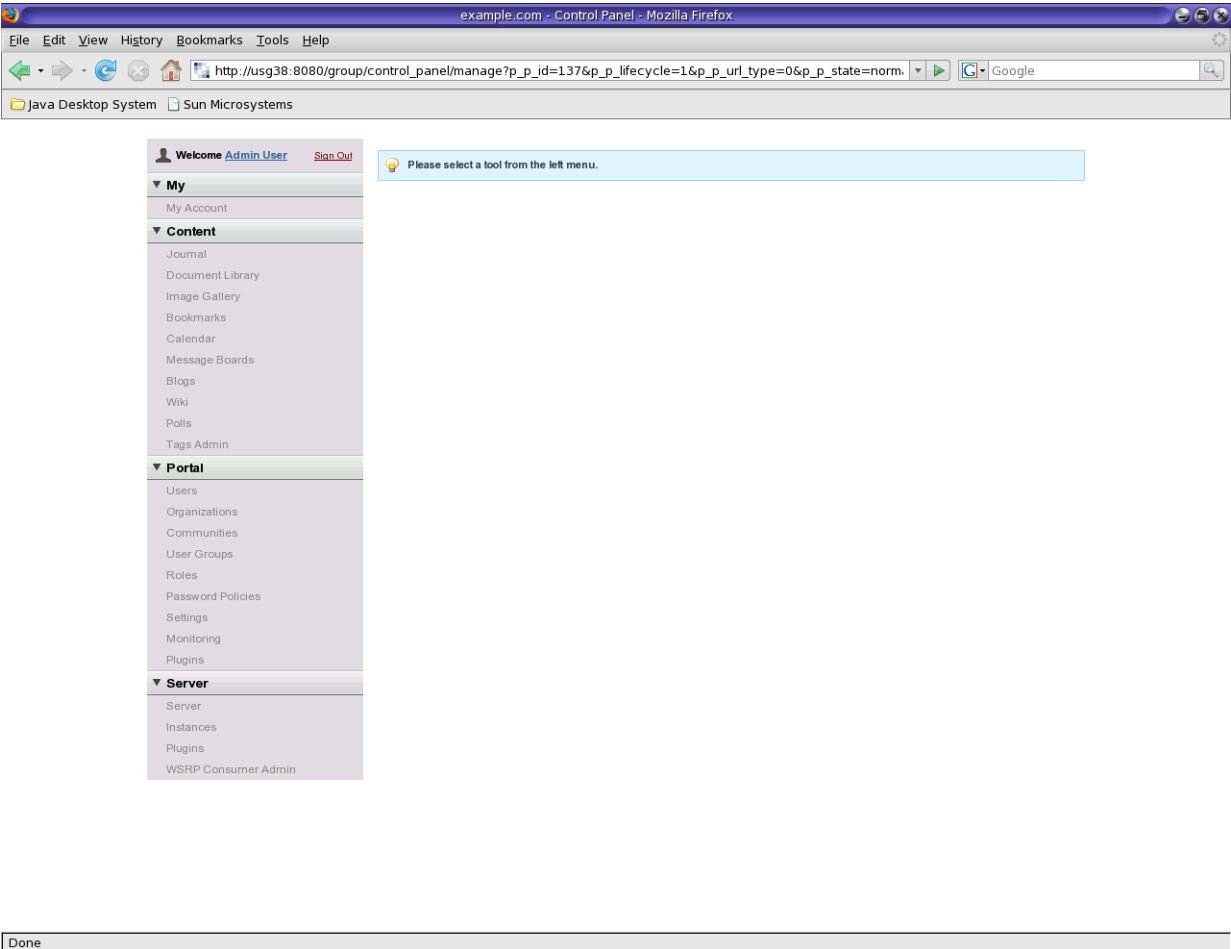 example.com - Control Panel - Mozilla Firefox
File Edit View History Bookmarks Tools Help
http://usg38:8080/group/control_panel/manage?p_p_id=137&p_p_lifecycle=1&p_p_url_type=0&p_p_state=norm.
G Google
Java Desktop System Sun Microsystems
Welcome Admin User Sign Out
Please select a tool from the left menu.
My
My Account
Content
Journal
Document Library
Image Gallery
Bookmarks
Calendar
Message Boards
Blogs
Wiki
Polls
Tags Admin
Portal
Users
Organizations
Communities
User Groups
Roles
Password Policies
Settings
Monitoring
Plugins
Server
Server
Instances
Plugins
WSRP Consumer Admin
Done